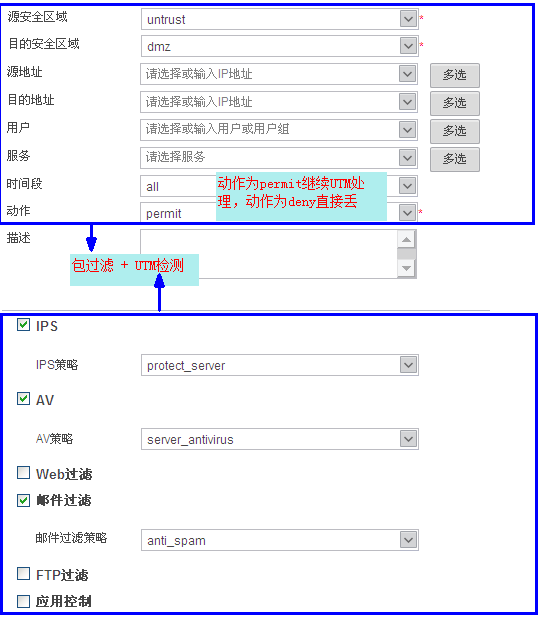 源安全区域 untrust *
目的安全区域 dmz *
源地址 请选择或输入IP地址 多选
目的地址 请选择或输入IP地址 多选
用户 请选择或输入用户或用户组 多选
服务 请选择服务 多选
时间段 all
动作为permit继续UTM处
理，动作为deny直接丢
动作 permit *
描述
包过滤 + UTM检测
IPS
IPS策略 protect_server
AV
AV策略 server_antivirus
Web过滤
邮件过滤
邮件过滤策略 anti_spam
FTP过滤
应用控制